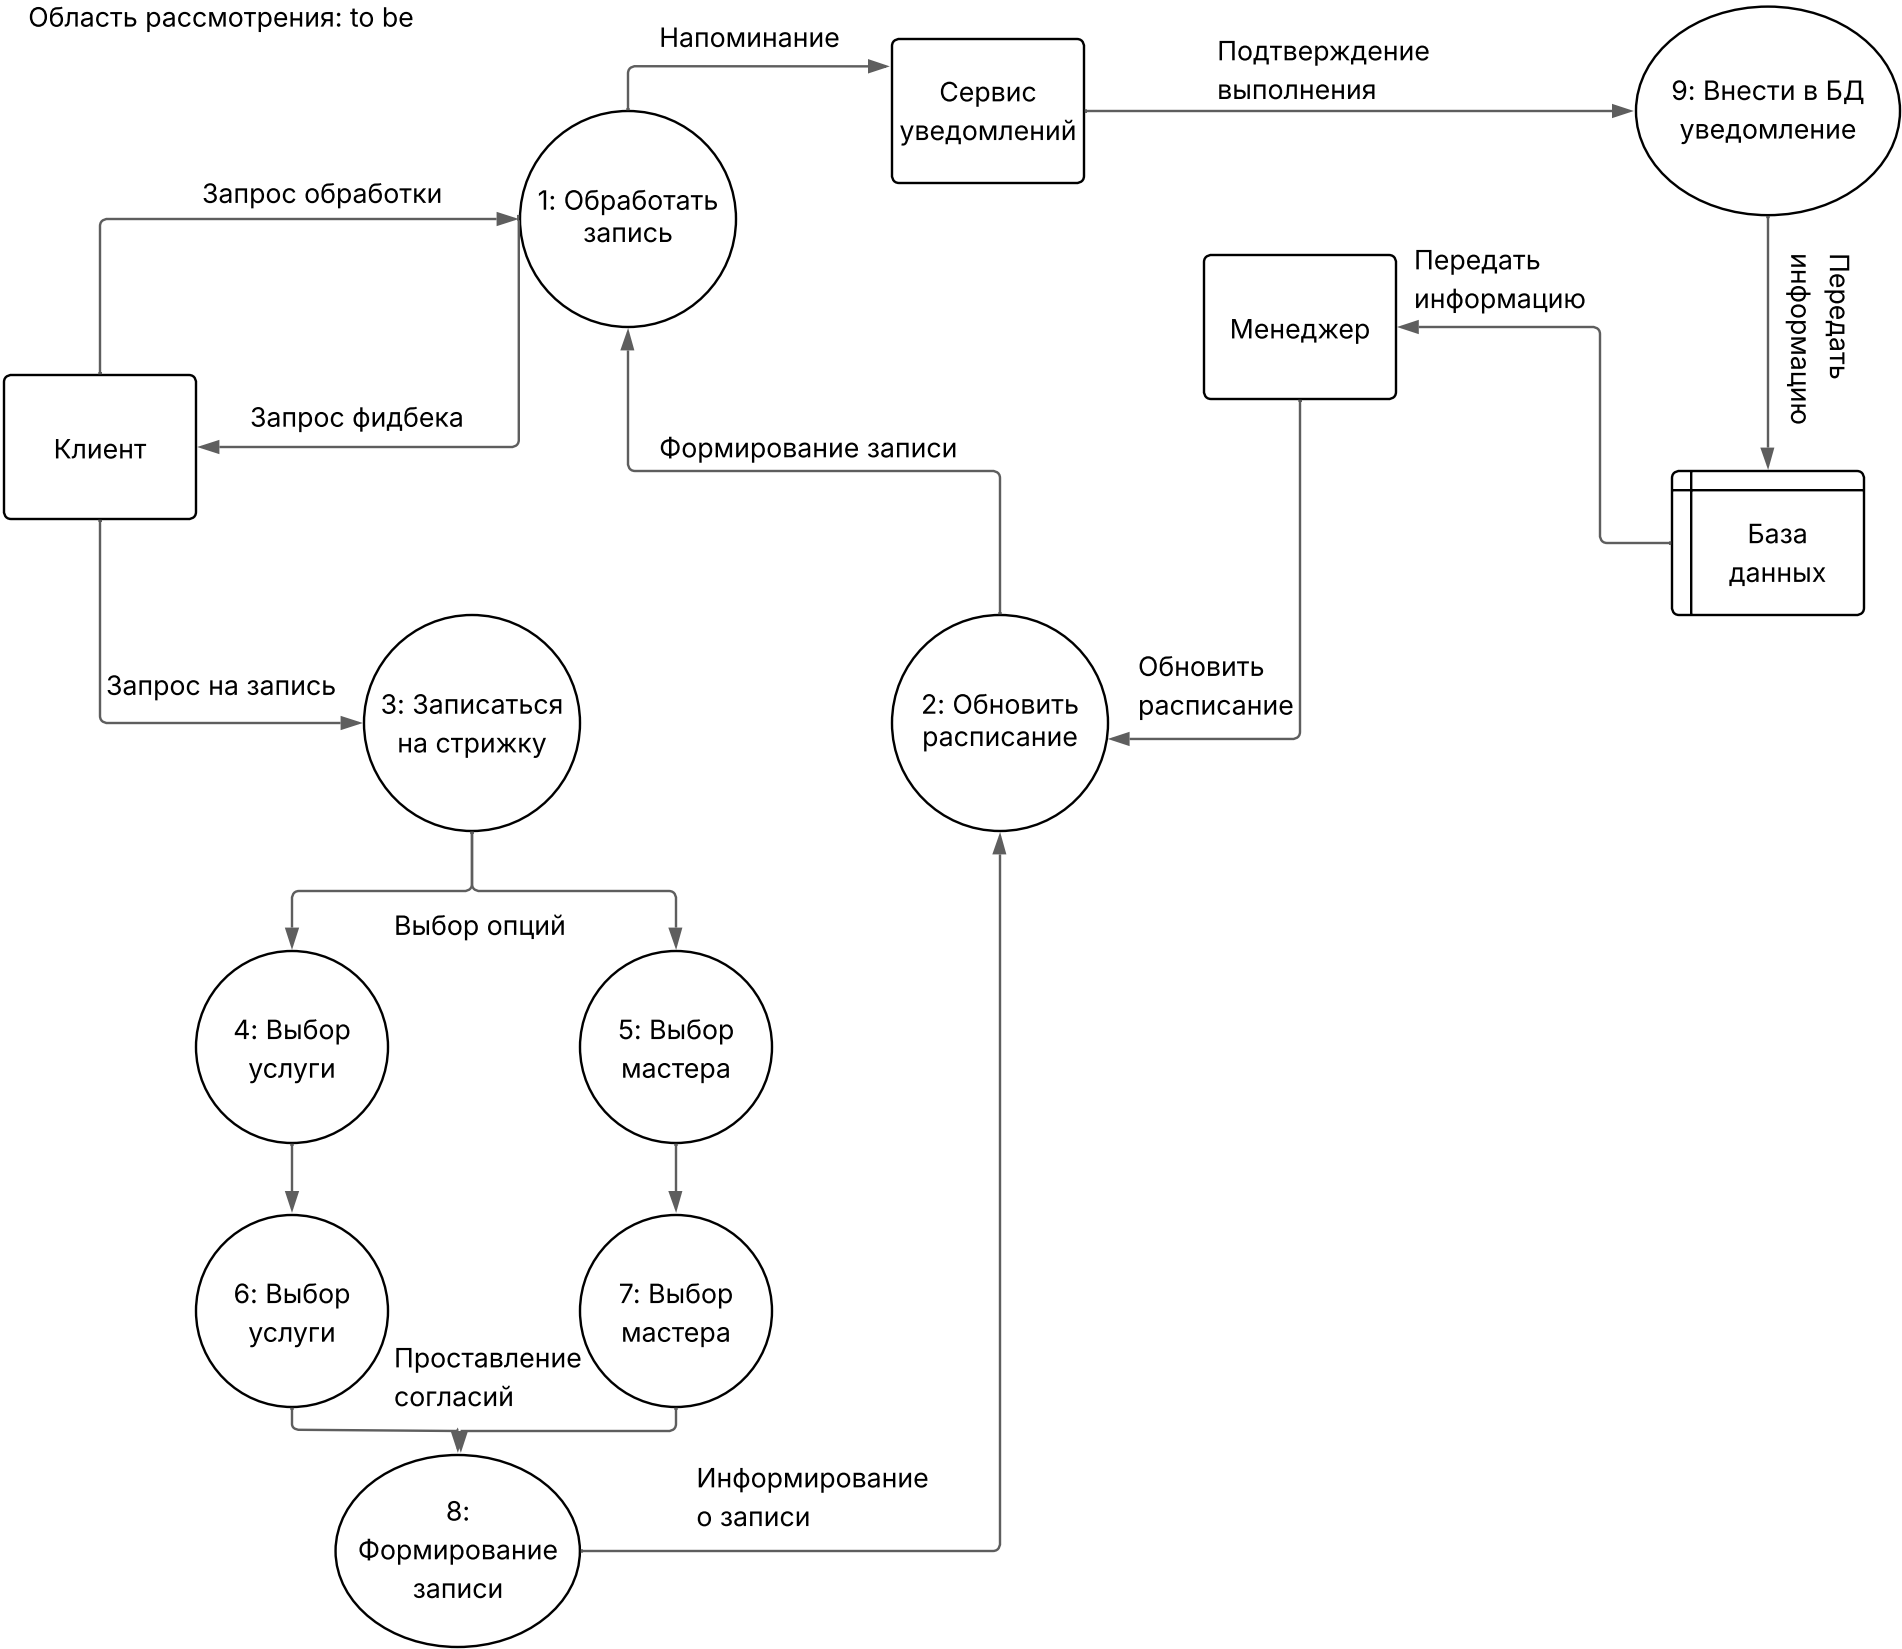 Область рассмотрения: to be
Напоминание
Сервис
уведомлений
Подтверждение
выполнения
9: Внести в БД
уведомление
Запрос обработки
1: Обработать
запись
Менеджер
Передать
информацию
Передать
информацию
Клиент
Запрос фидбека
Формирование записи
База
данных
Запрос на запись
3: Записаться
на стрижку
2: Обновить
расписание
Обновить
расписание
Выбор опций
4: Выбор
услуги
5: Выбор
мастера
6: Выбор
услуги
7: Выбор
мастера
Проставление
согласий
8:
Формирование
записи
Информирование
о записи